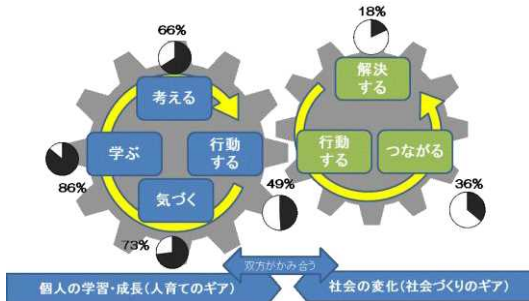 66%
18%
考える
解決
する
学ぶ
行動
する
行動
する
つながる
86%
気づく
49%
36%
73%
双方がかみ合う
個人の学習・成長(人育てのギア)
社会の変化(社会づくりのギア)